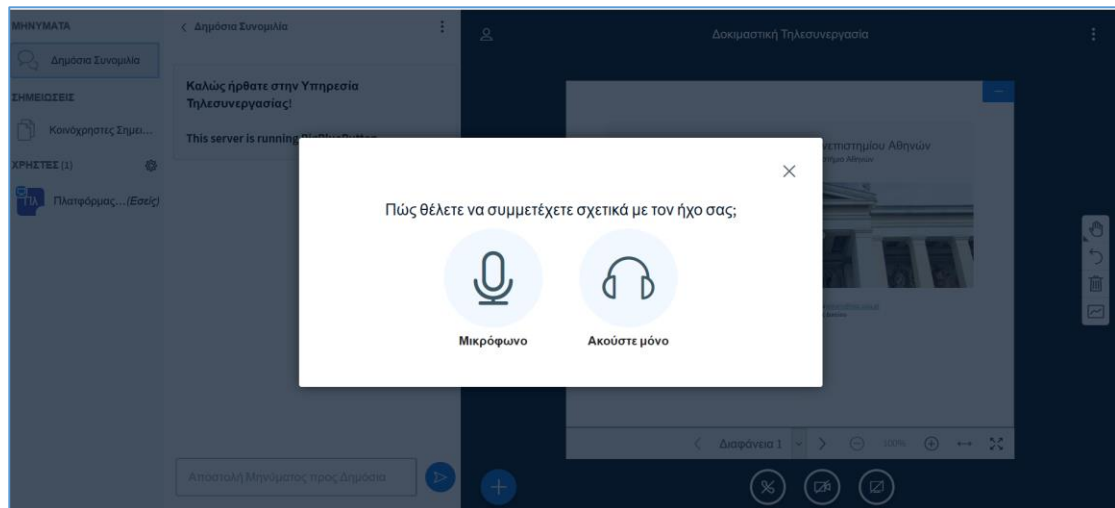 ΜΗΝΥΜΑΤΑ
Δημόσια Συνομιλία
ΣΗΜΕΙΩΣΕΙΣ
Κοινόχρηστες Σημει...
ΧΡΗΣΤΕΣ (1)
Πλ
Πλατφόρμας... (Εσείς)
Δημόσια Συνομιλία
Καλώς ήρθατε στην Υπηρεσία
Τηλεσυνεργασίας!
This server is running
Αποστολή Μηνύματος προς Δημόσια
Δοκιμαστική Τηλεσυνεργασία
Αθηνών
Πώς θέλετε να συμμετέχετε σχετικά με τον ήχο σας;
Μικρόφωνο
Ακούστε μόνο
Διαφάνεια 1
100%